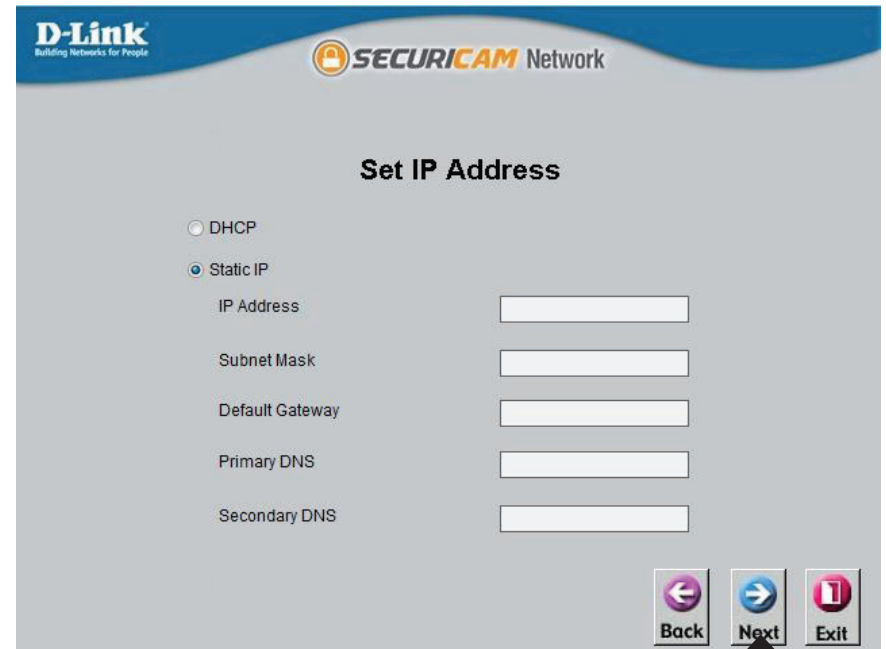 D-Link
Building Networks for People
SECURICAM Network
Set IP Address
DHCP
Static IP
IP Address
Subnet Mask
Default Gateway
Primary DNS
Secondary DNS
Back
Next
Exit